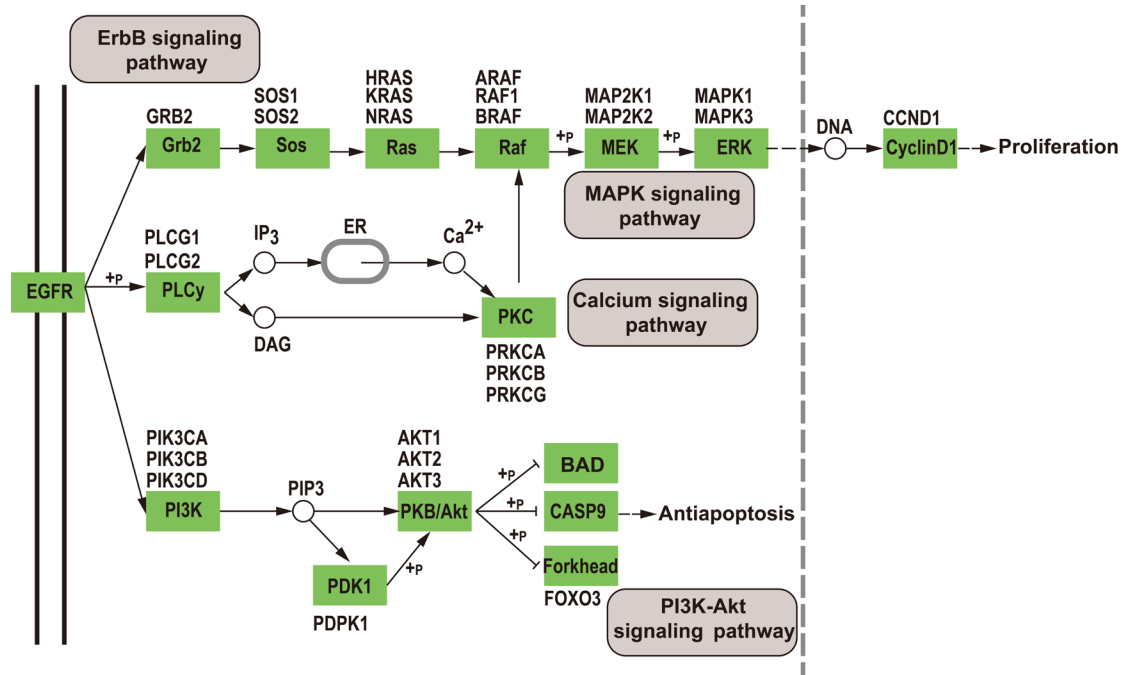 ErbB signaling
pathway
GRB2
Grb2
SOS1
SOS2
Sos
HRAS
KRAS
NRAS
Ras
ARAF
RAF1
BRAF
Raf
+P
MAP2K1
MAP2K2
MEK
+P
MAPK1
MAPK3
ERK
DNA
CCND1
CyclinD1
Proliferation
MAPK signaling
pathway
EGFR
+P
PLCG1
PLCG2
PLCy
IP3
ER
Ca2+
DAG
PKC
PRKCA
PRKCB
PRKCG
Calcium signaling
pathway
PIK3CA
PIK3CB
PIK3CD
PI3K
PIP3
AKT1
AKT2
AKT3
PKB/Akt
PDK1
PDPK1
+P
+P
+P
+P
BAD
CASP9
Antiapoptosis
Forkhead
FOXO3
PI3K-Akt
signaling pathway